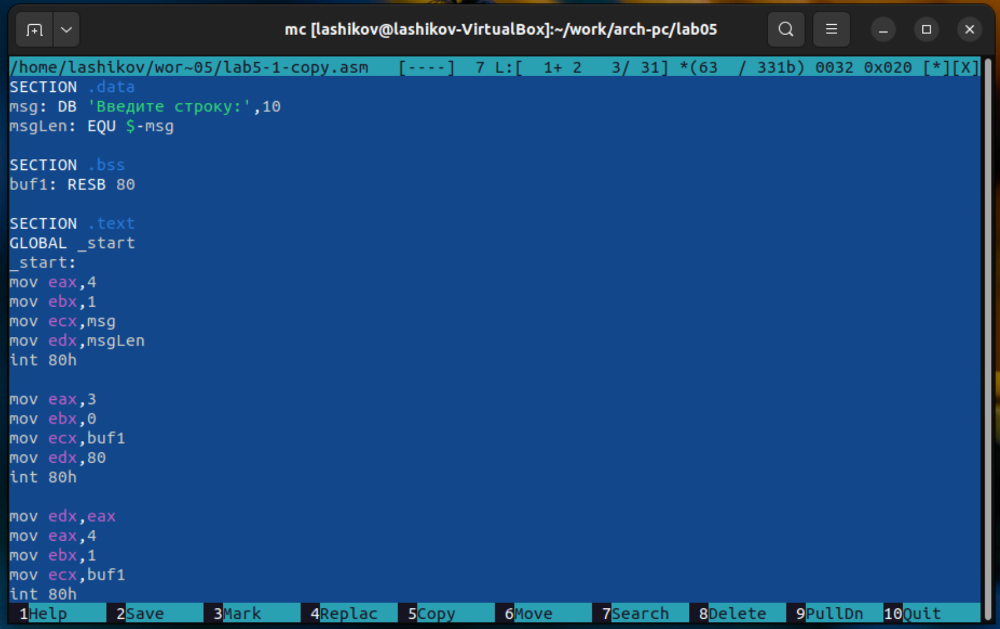 mc [lashikov@lashikov-VirtualBox]:~/work/arch-pc/lab05
/home/lashikov/wor~05/lab5-1-copy.asm   [----]  7 L:[  1+ 2   3/ 31] *(63  / 331b) 0032 0x020 [*][X]
SECTION .data
msg: DB 'Введите строку:',10
msgLen: EQU $-msg
SECTION .bss
buf1: RESB 80
SECTION .text
GLOBAL _start
_start:
mov eax,4
mov ebx,1
mov ecx,msg
mov edx,msgLen
int 80h
mov eax,3
mov ebx,0
mov ecx,buf1
mov edx,80
int 80h
mov edx,eax
mov eax,4
mov ebx,1
mov ecx,buf1
int 80h
1Help 2Save 3Mark 4Replac 5Copy 6Move 7Search 8Delete 9PullDn 10Quit